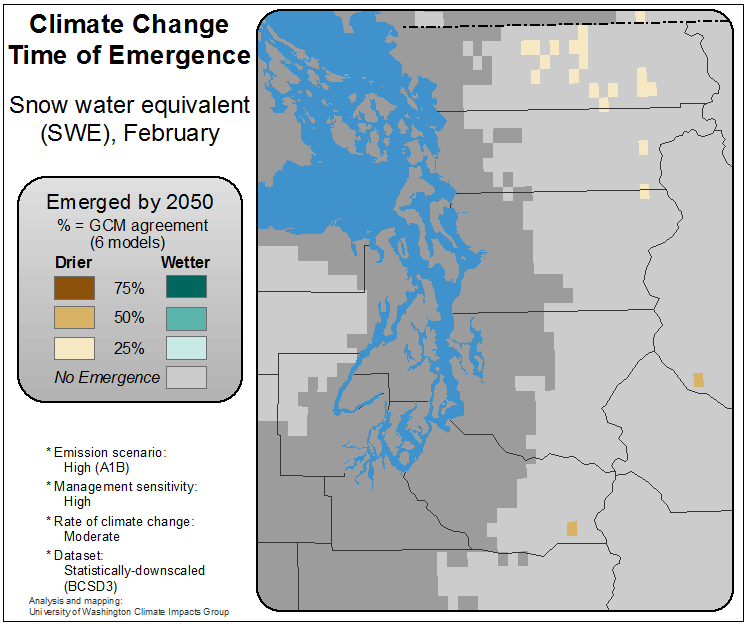 Climate Change
Time of Emergence
Snow water equivalent
(SWE), February
Emerged by 2050
% = GCM agreement
(6 models)
Drier Wetter
75%
50%
25%
No Emergence
* Emission scenario:
High (A1B)
* Management sensitivity:
High
* Rate of climate change:
Moderate
* Dataset:
Statistically-downscaled
(BCSD3)
Analysis and mapping:
University of Washington Climate Impacts Group